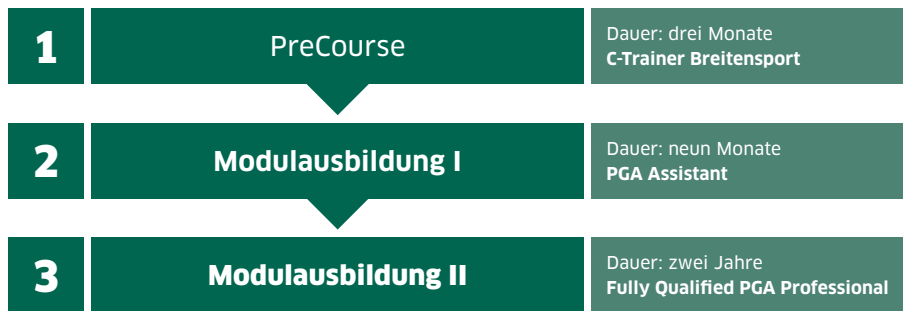 1
PreCourse
Dauer: drei Monate
C-Trainer Breitensport
2
Modulausbildung I
Dauer: neun Monate
PGA Assistant
3
Modulausbildung II
Dauer: zwei Jahre
Fully Qualified PGA Professional